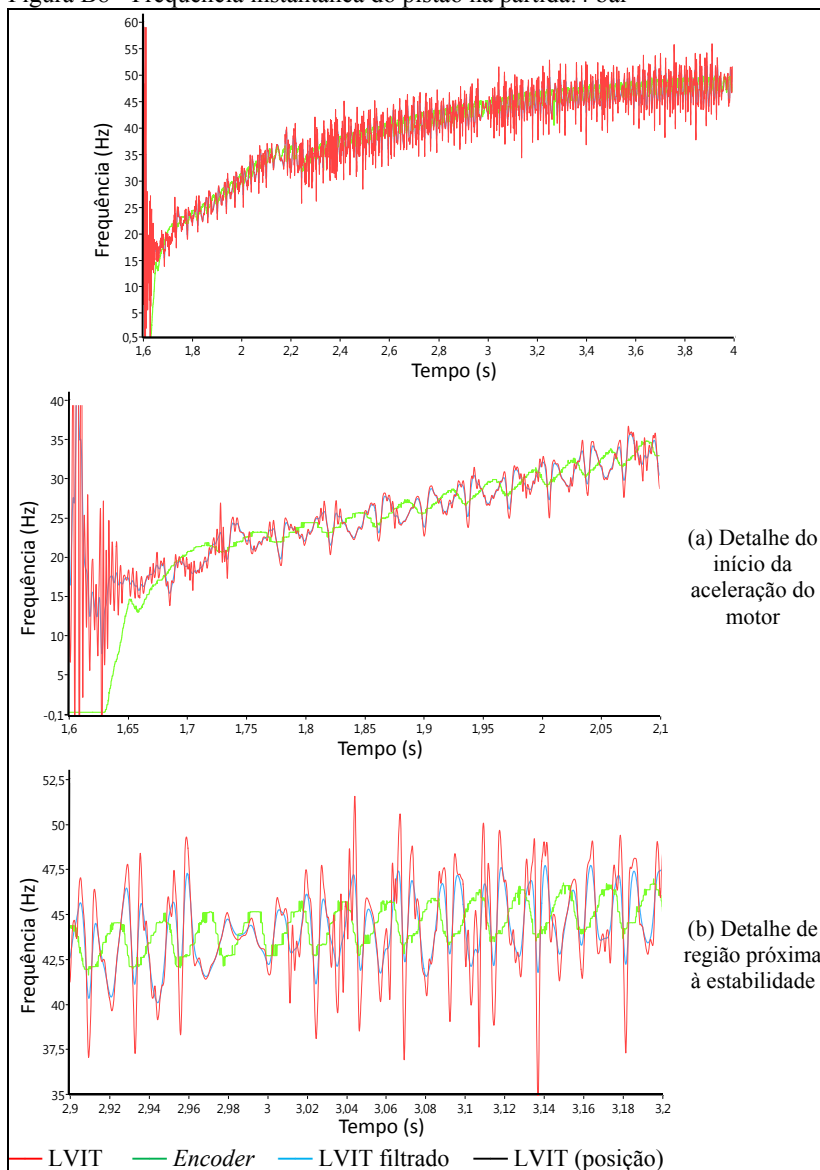 Figura B6 - Frequência instantânea do pistão na partida:4 bar
60
55
50
45
40
35
30
25
20
15
10
5
0,5
Frequência (Hz)
1,6 1,8 2 2,2 2,4 2,6 2,8 3 3,2 3,4 3,6 3,8 4
Tempo (s)
40
35
30
25
20
15
10
5
-0,1
Frequência (Hz)
1,6 1,65 1,7 1,75 1,8 1,85 1,9 1,95 2 2,05 2,1
Tempo (s)
(a) Detalhe do
início da
aceleração do
motor
52,5
50
47,5
45
42,5
40
37,5
35
Frequência (Hz)
2,9 2,92 2,94 2,96 2,98 3 3,02 3,04 3,06 3,08 3,1 3,12 3,14 3,16 3,18 3,2
Tempo (s)
(b) Detalhe de
região próxima
à estabilidade
LVIT Encoder LVIT filtrado LVIT (posição)